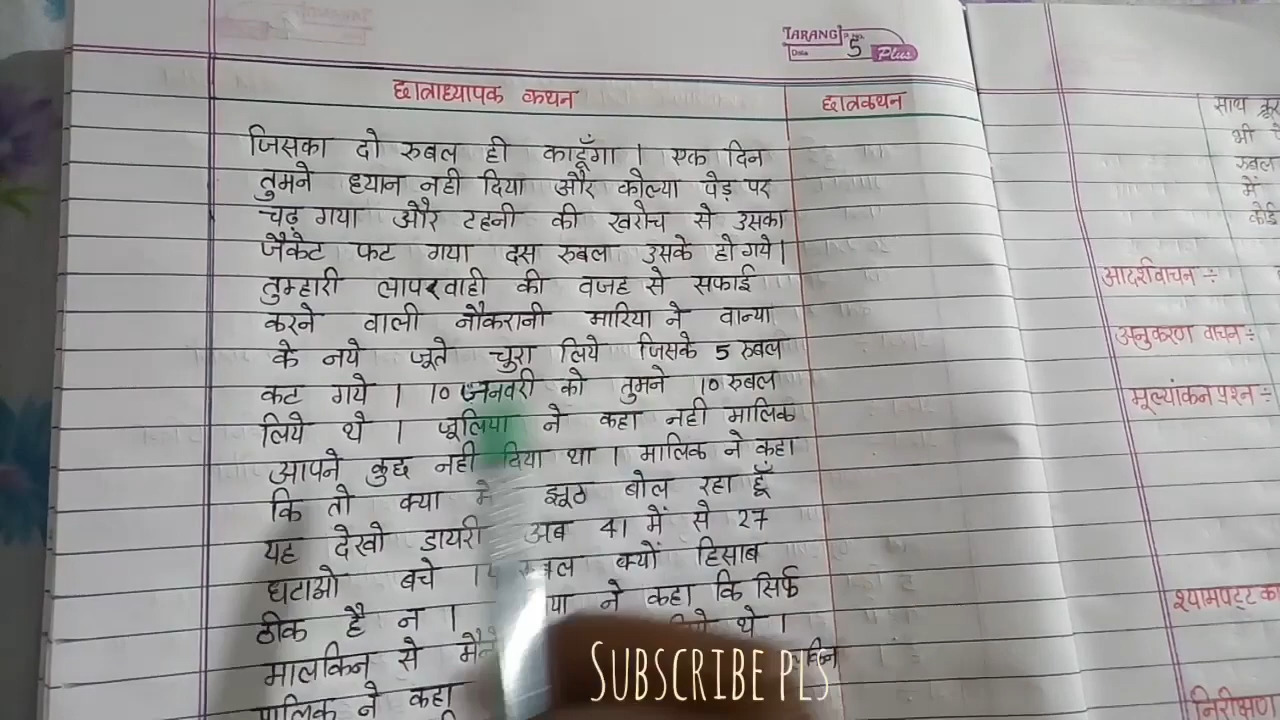 TARANG P. No. 5
Date Plus
छात्राध्यापक कथन
छात्रकथन
जिसका दो रुबल ही काटूँगा । एक दिन
तुमने ध्यान नही दिया और कोल्या पेड़ पर
चढ़ गया और टहनी की खरोच से उसका
जैकेट फट गया दस रुबल उसके हो गये।
तुम्हारी लापरवाही की वजह से सफाई
करने वाली नौकरानी मारिया ने वान्या
के नये जूते चुरा लिये जिसके 5 रुबल
कट गये । 10 जनवरी को तुमने 10 रुबल
लिये थे । जूलिया ने कहा नही मालिक
आपने कुछ नही दिया था । मालिक ने कहा
कि तो क्या मे झूठ बोल रहा हूँ
यह देखो डायरी अब 41 में से 27
घटाओ बचे क्यों हिसाब
ठीक है न । ने कहा कि सिर्फ
मालकिन से थे ।
मालिक ने कहा
साथ
भी
रुबल
में
आदर्शवाचन ÷
अनुकरण वाचन ÷
मूल्यांकन प्रश्न ÷
निरीक्षण
SUBSCRIBE PLS